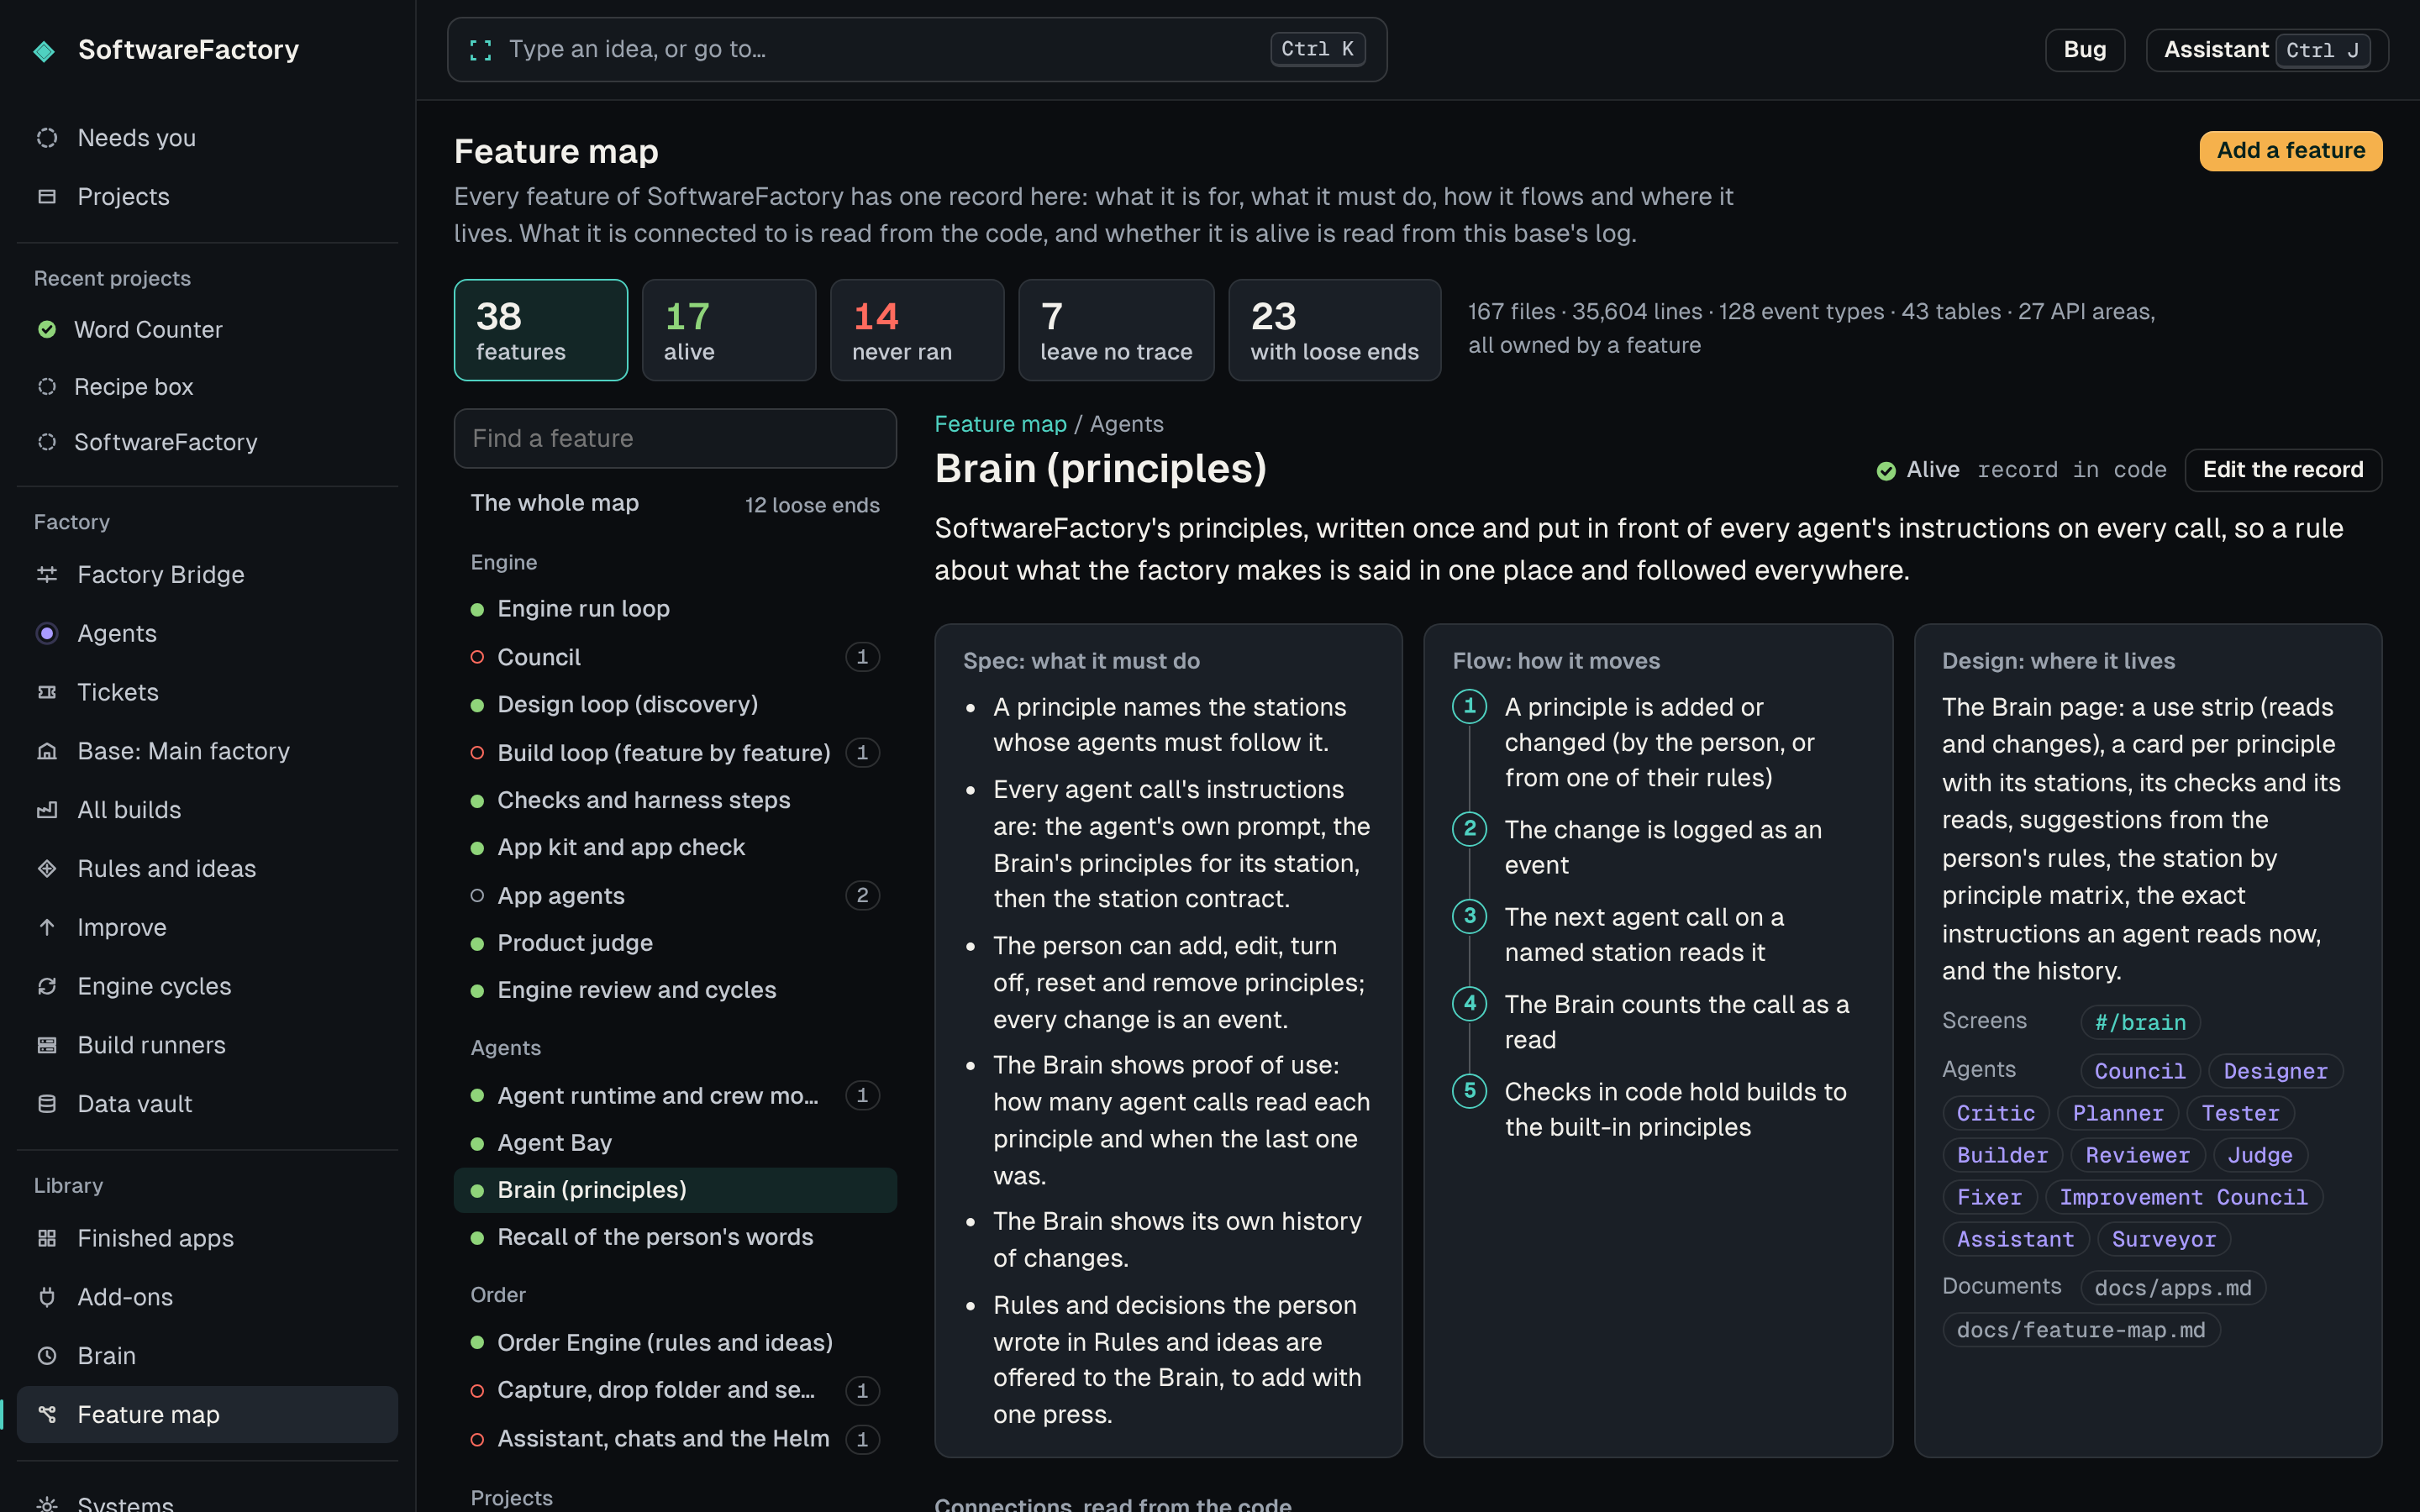 SoftwareFactory
Type an idea, or go to...
Ctrl K
Bug
Assistant Ctrl J
Needs you
Projects
Recent projects
Word Counter
Recipe box
SoftwareFactory
Factory
Factory Bridge
Agents
Tickets
Base: Main factory
All builds
Rules and ideas
Improve
Engine cycles
Build runners
Data vault
Library
Finished apps
Add-ons
Brain
Feature map
Systems
Feature map
Add a feature
Every feature of SoftwareFactory has one record here: what it is for, what it must do, how it flows and where it
lives. What it is connected to is read from the code, and whether it is alive is read from this base's log.
38
features
17
alive
14
never ran
7
leave no trace
23
with loose ends
167 files · 35,604 lines · 128 event types · 43 tables · 27 API areas,
all owned by a feature
Find a feature
The whole map 12 loose ends
Engine
Engine run loop
Council 1
Design loop (discovery)
Build loop (feature by feature) 1
Checks and harness steps
App kit and app check
App agents 2
Product judge
Engine review and cycles
Agents
Agent runtime and crew mo... 1
Agent Bay
Brain (principles)
Recall of the person's words
Order
Order Engine (rules and ideas)
Capture, drop folder and se... 1
Assistant, chats and the Helm 1
Projects
Feature map / Agents
Brain (principles)
Alive record in code
Edit the record
SoftwareFactory's principles, written once and put in front of every agent's instructions on every call, so a rule
about what the factory makes is said in one place and followed everywhere.
Spec: what it must do
• A principle names the stations
whose agents must follow it.
• Every agent call's instructions
are: the agent's own prompt, the
Brain's principles for its station,
then the station contract.
• The person can add, edit, turn
off, reset and remove principles;
every change is an event.
• The Brain shows proof of use:
how many agent calls read each
principle and when the last one
was.
• The Brain shows its own history
of changes.
• Rules and decisions the person
wrote in Rules and ideas are
offered to the Brain, to add with
one press.
Flow: how it moves
1 A principle is added or
changed (by the person, or
from one of their rules)
2 The change is logged as an
event
3 The next agent call on a
named station reads it
4 The Brain counts the call as a
read
5 Checks in code hold builds to
the built-in principles
Design: where it lives
The Brain page: a use strip (reads
and changes), a card per principle
with its stations, its checks and its
reads, suggestions from the
person's rules, the station by
principle matrix, the exact
instructions an agent reads now,
and the history.
Screens #/brain
Agents Council Designer
Critic Planner Tester
Builder Reviewer Judge
Fixer Improvement Council
Assistant Surveyor
Documents docs/apps.md
docs/feature-map.md
Connections, read from the code